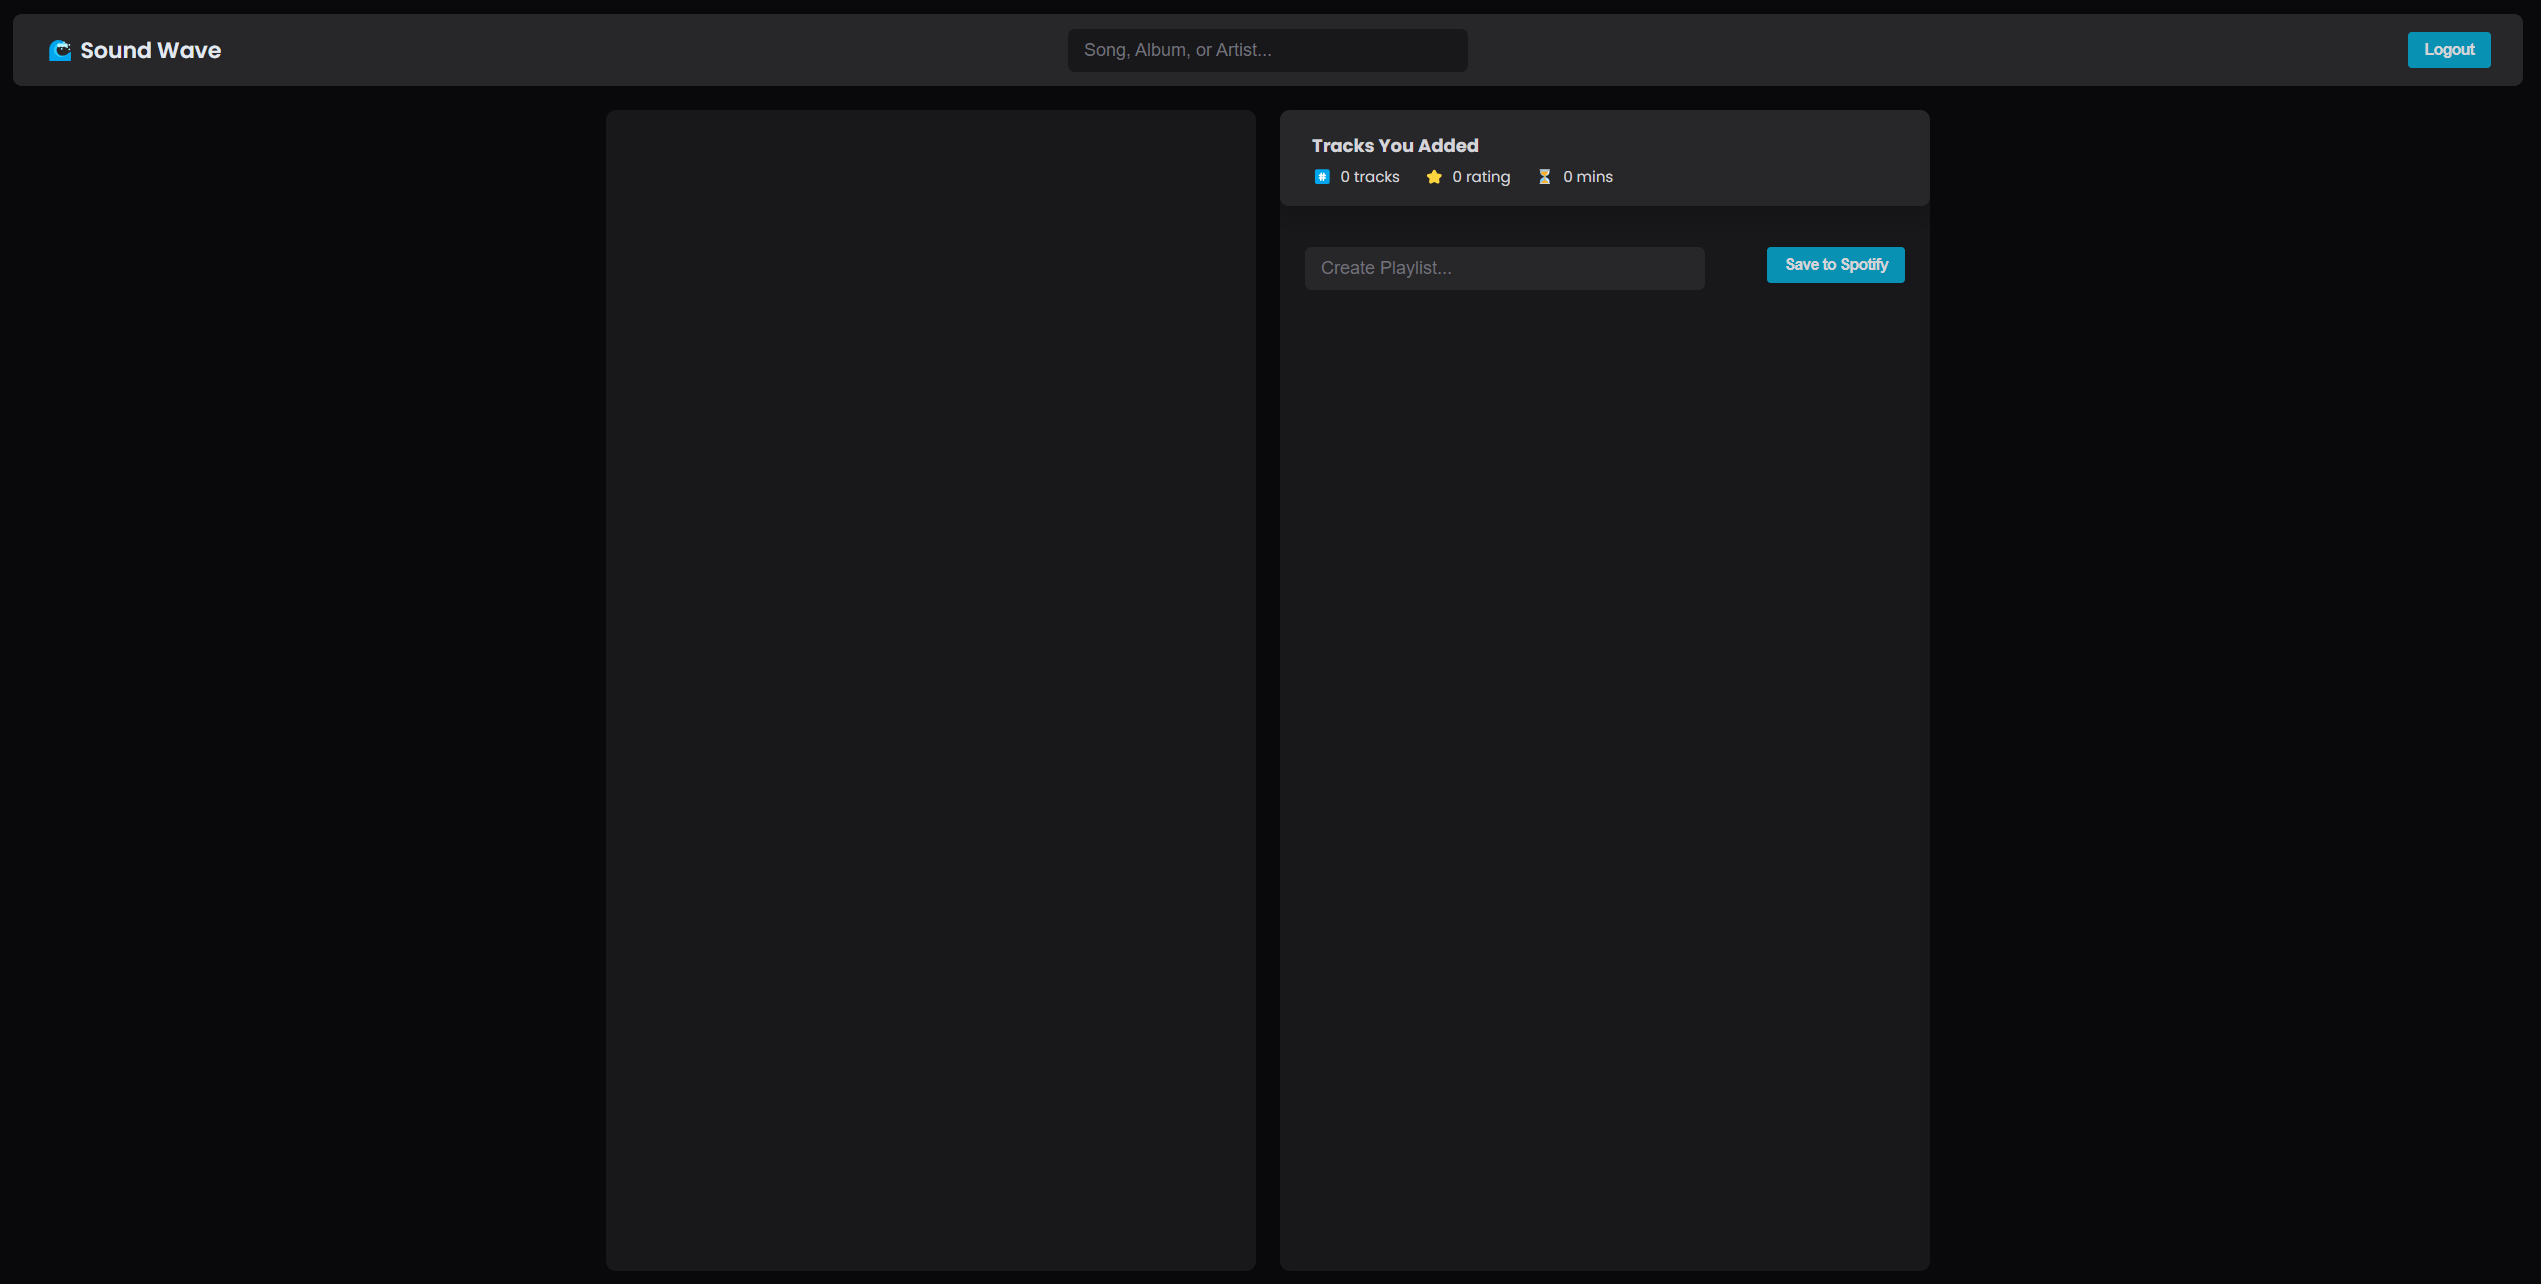 Sound Wave
Song, Album, or Artist...
Logout
Tracks You Added
# 0 tracks 0 rating 0 mins
Create Playlist...
Save to Spotify